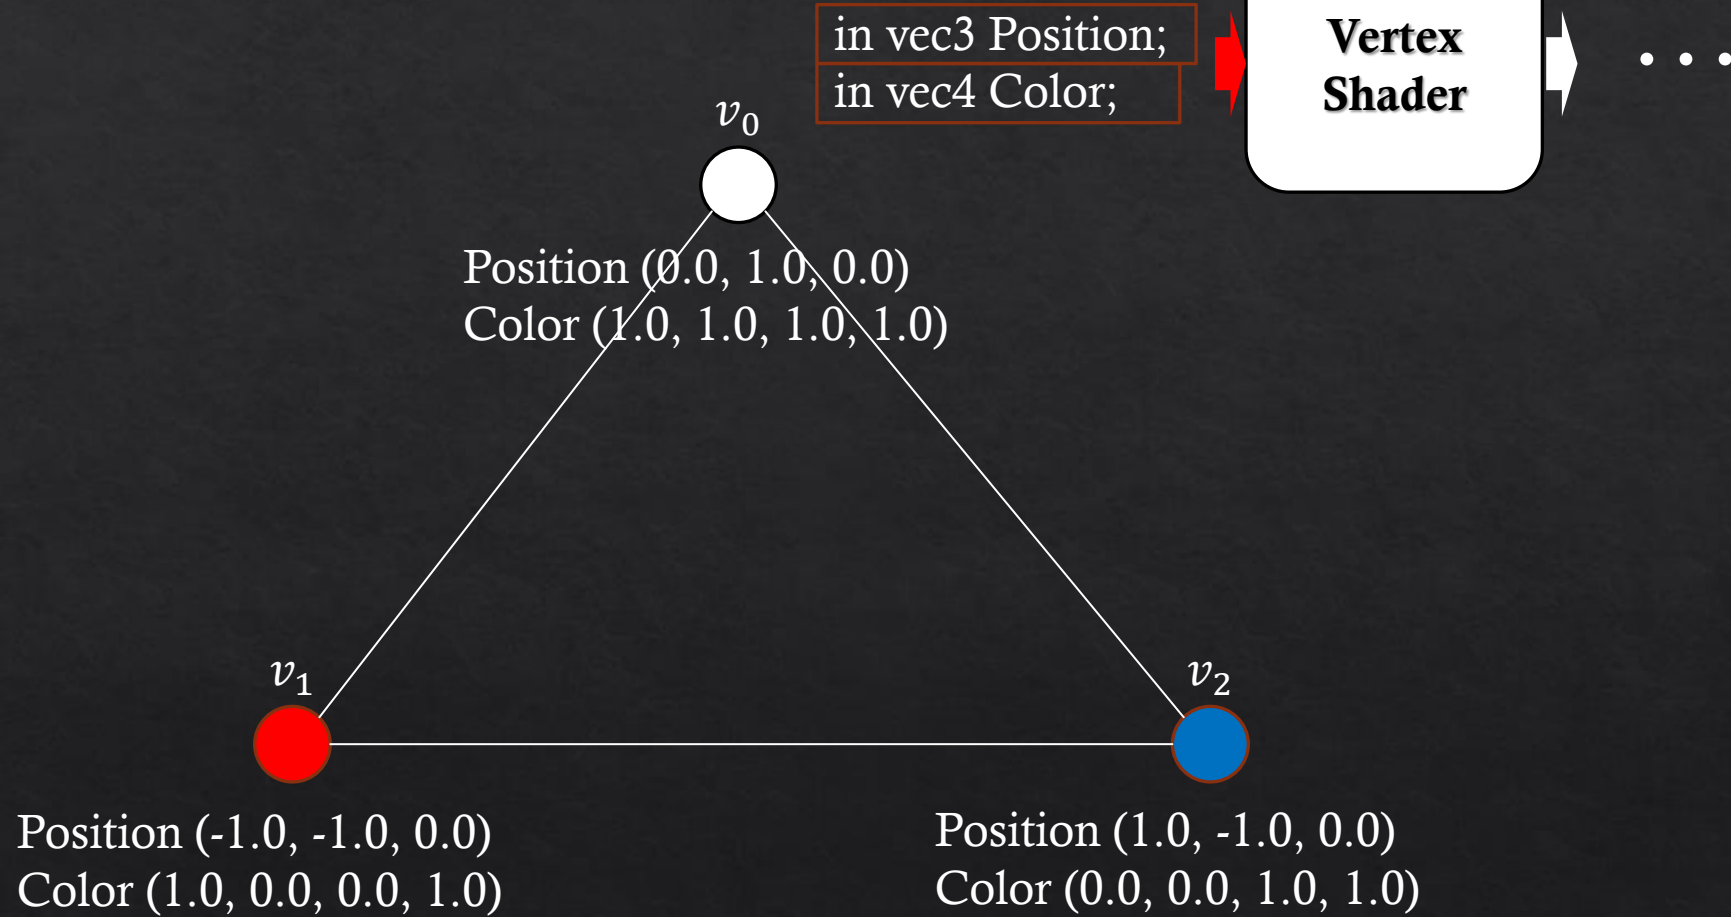 in vec3 Position;
in vec4 Color;
Vertex
Shader
. . .
v₀
Position (0.0, 1.0, 0.0)
Color (1.0, 1.0, 1.0, 1.0)
v₁
v₂
Position (-1.0, -1.0, 0.0)
Color (1.0, 0.0, 0.0, 1.0)
Position (1.0, -1.0, 0.0)
Color (0.0, 0.0, 1.0, 1.0)